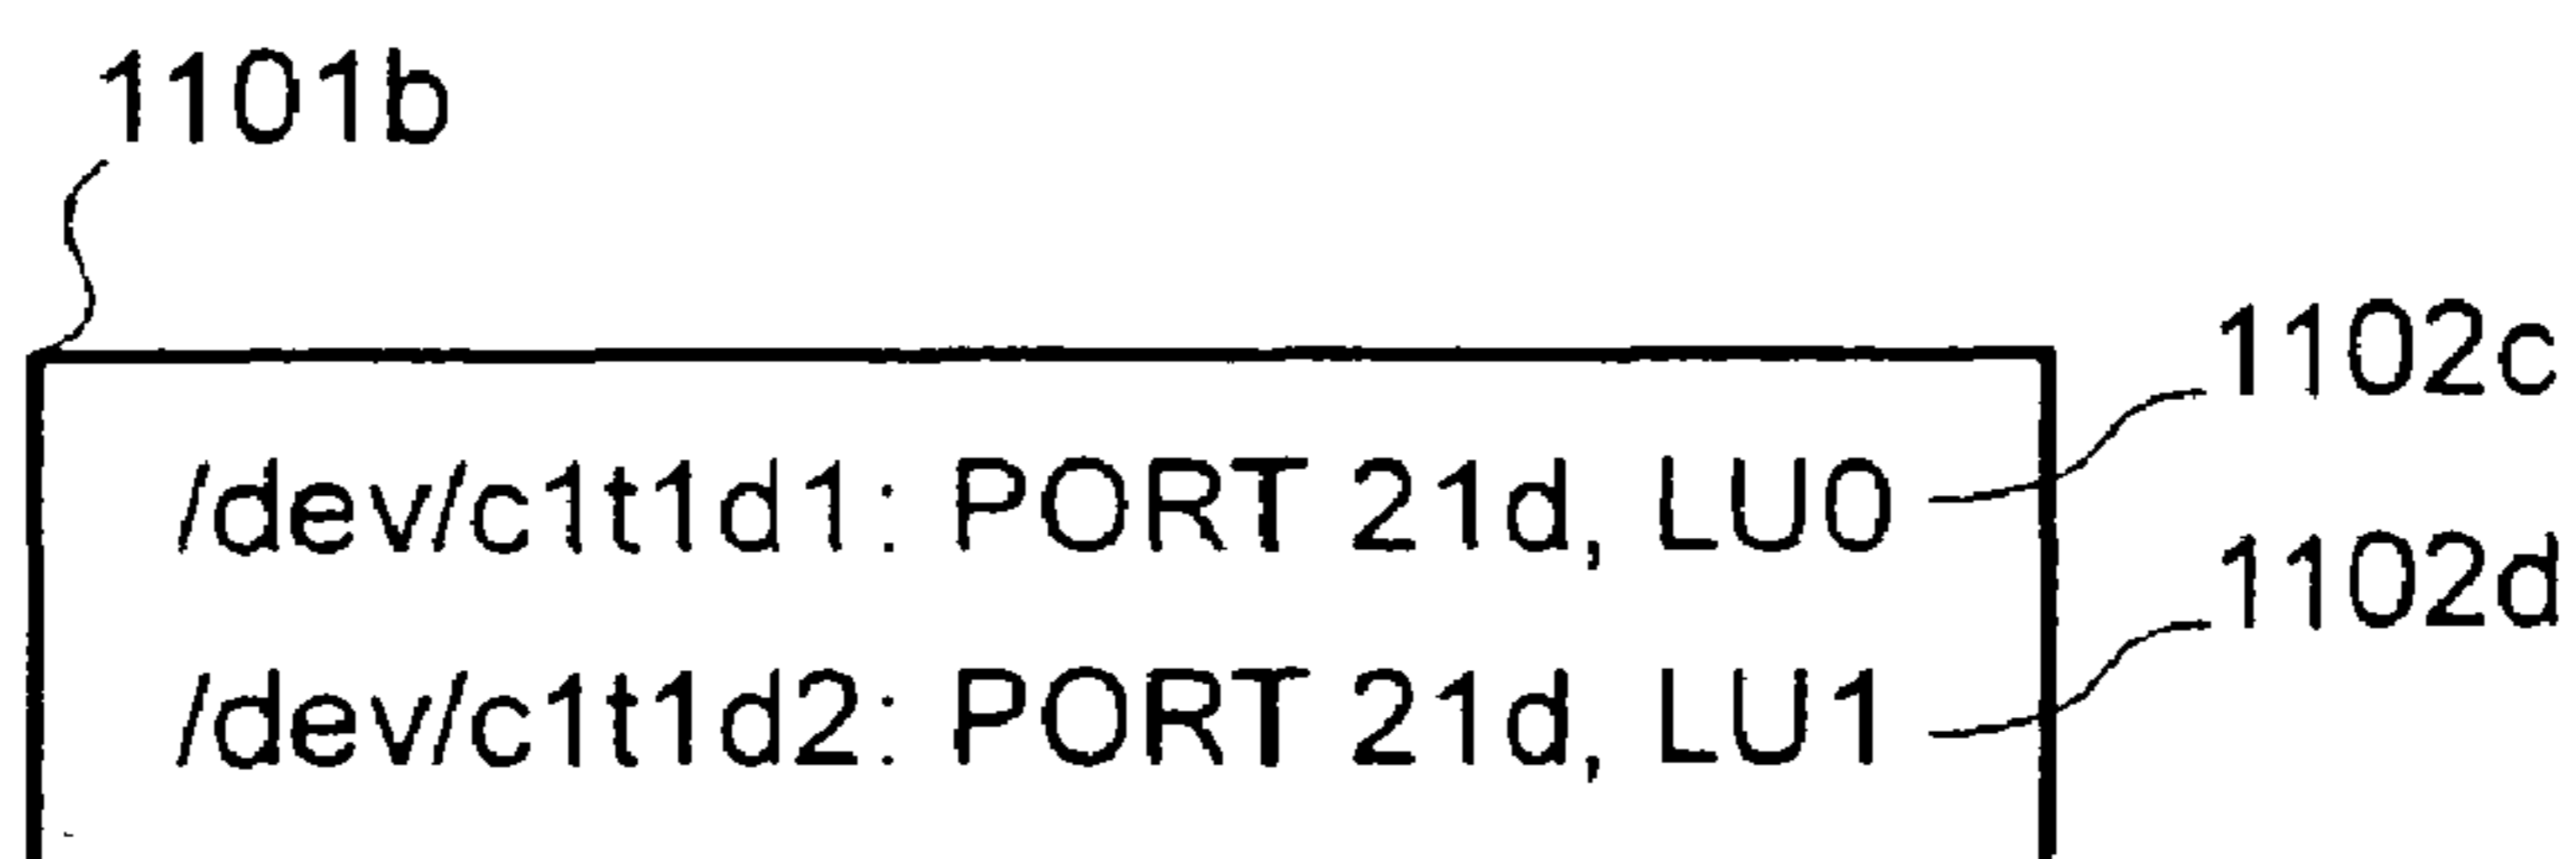 1101b
1102c
/dev/c1t1d1: PORT 21d, LU0
1102d
/dev/c1t1d2: PORT 21d, LU1